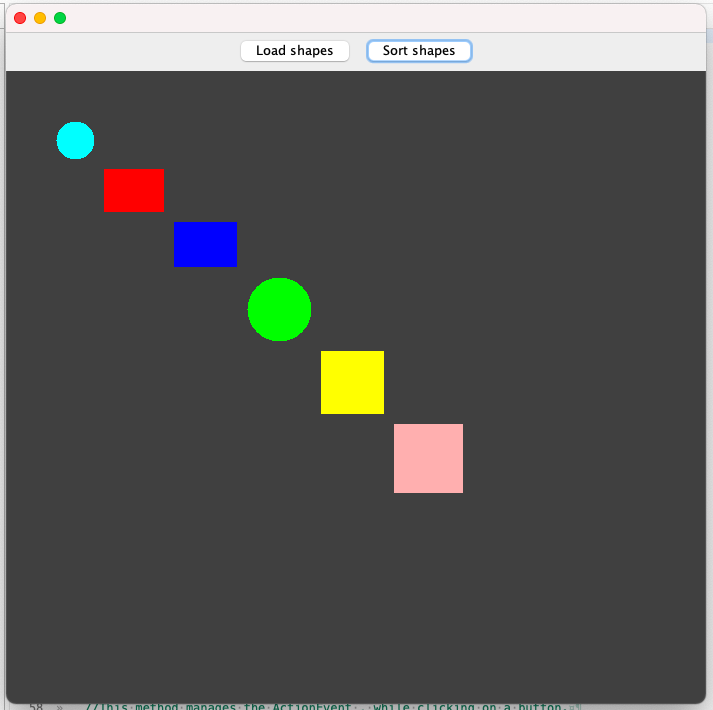 Load shapes
Sort shapes
58 » //This method manages the ActionEvent , while clicking on a button.